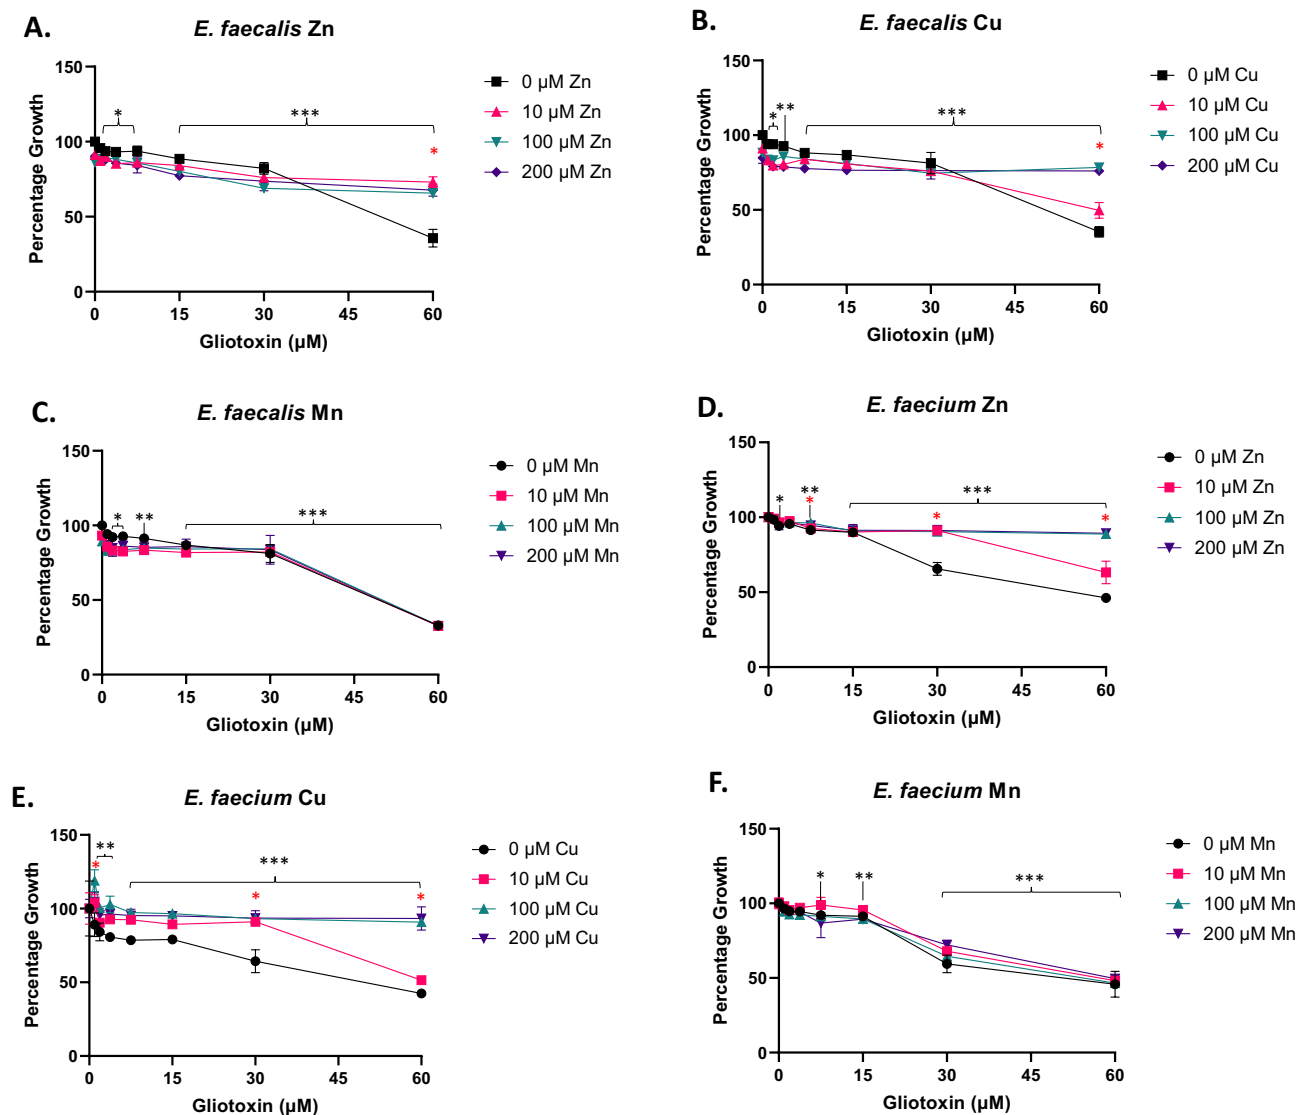 A.
E. faecalis Zn
Percentage Growth
150
100
50
0
0 15 30 45 60
Gliotoxin (µM)
* *** *
0 µM Zn
10 µM Zn
100 µM Zn
200 µM Zn
B.
E. faecalis Cu
Percentage Growth
150
100
50
0
0 15 30 45 60
Gliotoxin (µM)
* ** *** *
0 µM Cu
10 µM Cu
100 µM Cu
200 µM Cu
C.
E. faecalis Mn
Percentage Growth
150
100
50
0
0 15 30 45 60
Gliotoxin (µM)
* ** ***
0 µM Mn
10 µM Mn
100 µM Mn
200 µM Mn
D.
E. faecium Zn
Percentage Growth
150
100
50
0
0 15 30 45 60
Gliotoxin (µM)
* ** *** 
* * *
0 µM Zn
10 µM Zn
100 µM Zn
200 µM Zn
E.
E. faecium Cu
Percentage Growth
150
100
50
0
0 15 30 45 60
Gliotoxin (µM)
** ***
* * *
0 µM Cu
10 µM Cu
100 µM Cu
200 µM Cu
F.
E. faecium Mn
Percentage Growth
150
100
50
0
0 15 30 45 60
Gliotoxin (µM)
* ** ***
0 µM Mn
10 µM Mn
100 µM Mn
200 µM Mn